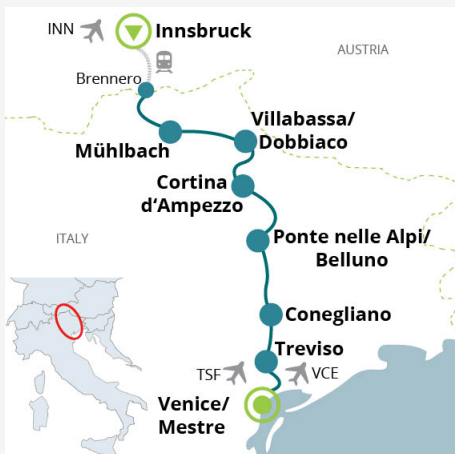 INN
Innsbruck
AUSTRIA
Brennero
Villabassa/
Dobbiaco
Mühlbach
Cortina
d‘Ampezzo
ITALY
Ponte nelle Alpi/
Belluno
Conegliano
Treviso
TSF
VCE
Venice/
Mestre